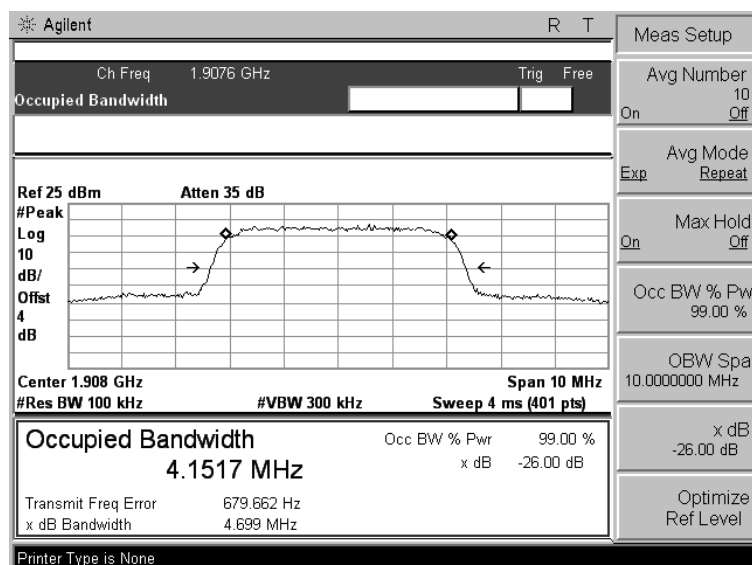 Agilent R T
Ch Freq 1.9076 GHz Trig Free
Occupied Bandwidth
Ref 25 dBm Atten 35 dB
#Peak
Log
10
dB/
Offst
4
dB
Center 1.908 GHz Span 10 MHz
#Res BW 100 kHz #VBW 300 kHz Sweep 4 ms (401 pts)
Occupied Bandwidth
4.1517 MHz
Occ BW % Pwr 99.00 %
x dB -26.00 dB
Transmit Freq Error 679.662 Hz
x dB Bandwidth 4.699 MHz
Printer Type is None
Meas Setup
Avg Number
10
On Off
Avg Mode
Exp Repeat
Max Hold
On Off
Occ BW % Pw
99.00 %
OBW Spa
10.0000000 MHz
x dB
-26.00 dB
Optimize
Ref Level